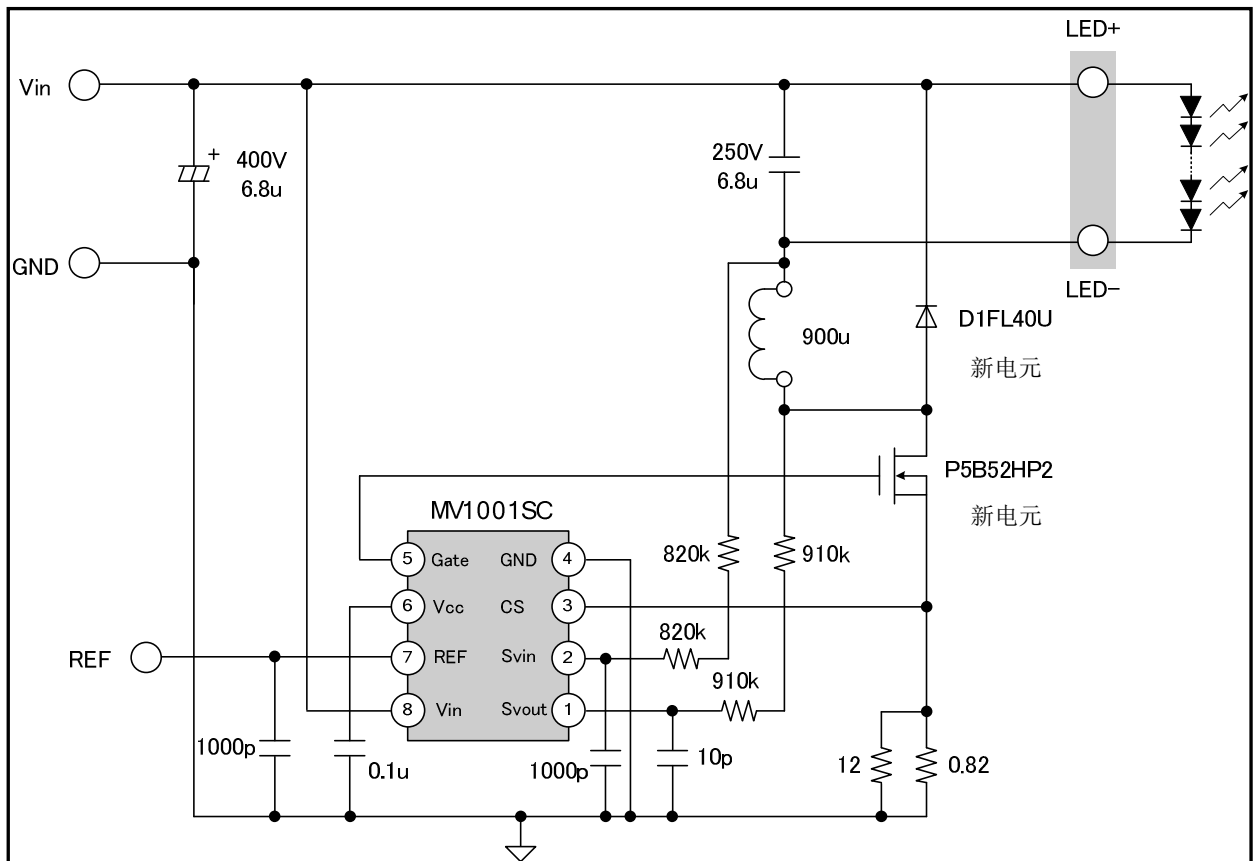 LED+
Vin
400V
6.8u
250V
6.8u
GND
LED-
D1FL40U
新电元
900u
P5B52HP2
新电元
MV1001SC
820k
910k
5
Gate
GND
4
6
Vcc
CS
3
REF
7
REF
Svin
2
820k
8
Vin
Svout
1
910k
1000p
0.1u
1000p
10p
12
0.82